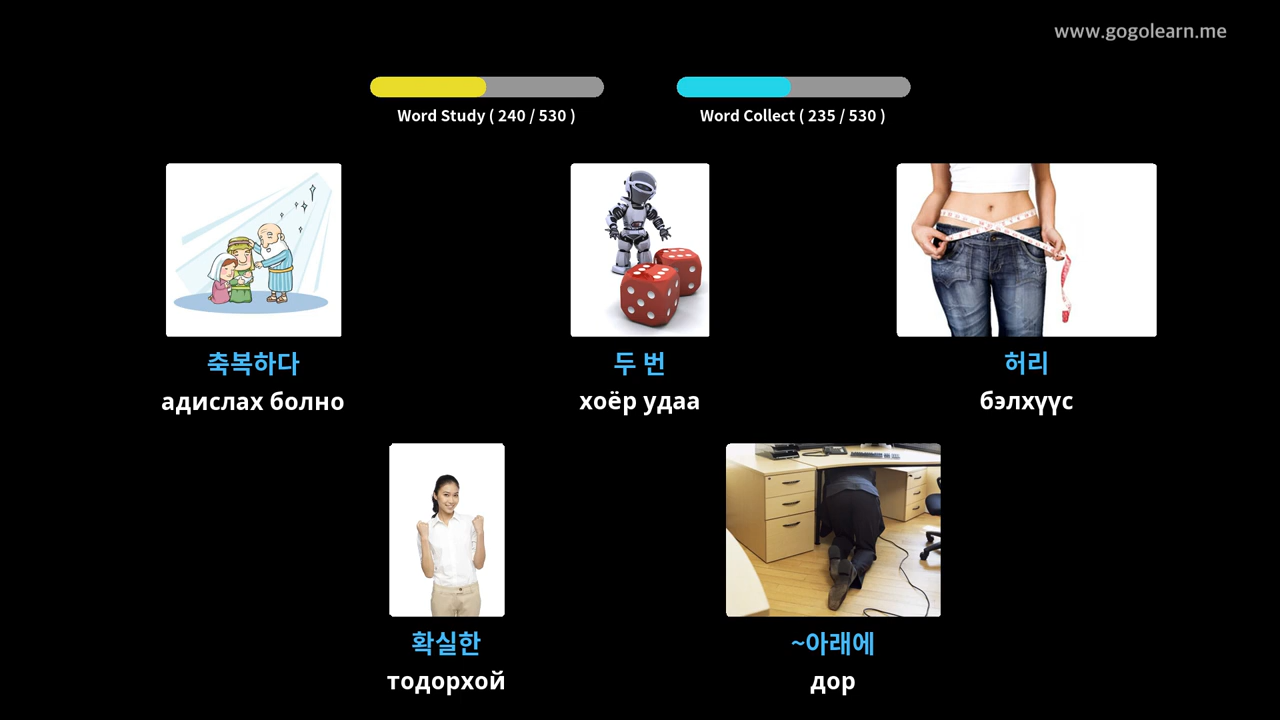 www.gogolearn.me
Word Study ( 240 / 530 )
Word Collect ( 235 / 530 )
축복하다
адислах болно
두 번
хоёр удаа
허리
бэлхүүс
확실한
тодорхой
~아래에
дор